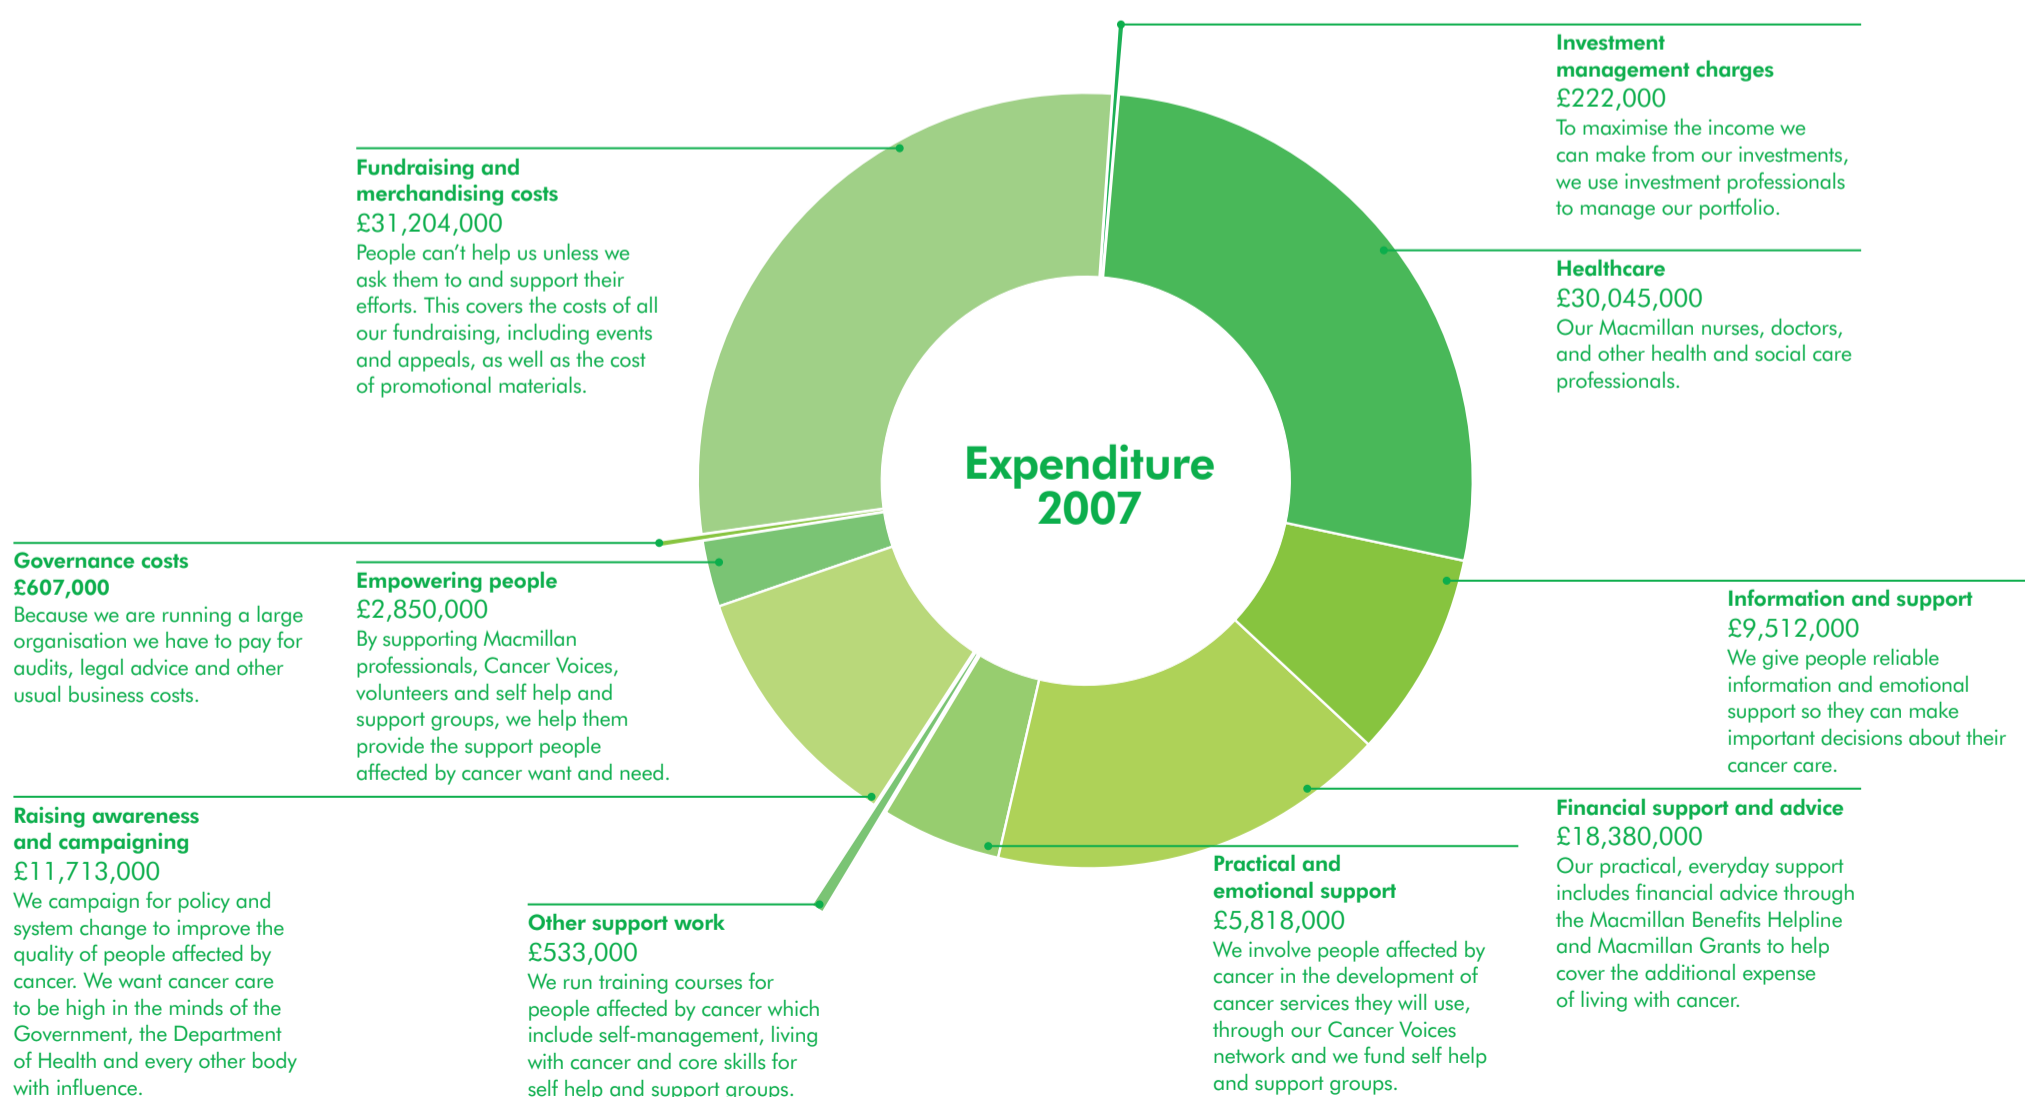 Expenditure
2007
Investment
management charges
£222,000
To maximise the income we
can make from our investments,
we use investment professionals
to manage our portfolio.
Healthcare
£30,045,000
Our Macmillan nurses, doctors,
and other health and social care
professionals.
Information and support
£9,512,000
We give people reliable
information and emotional
support so they can make
important decisions about their
cancer care.
Financial support and advice
£18,380,000
Our practical, everyday support
includes financial advice through
the Macmillan Benefits Helpline
and Macmillan Grants to help
cover the additional expense
of living with cancer.
Practical and
emotional support
£5,818,000
We involve people affected by
cancer in the development of
cancer services they will use,
through our Cancer Voices
network and we fund self help
and support groups.
Other support work
£533,000
We run training courses for
people affected by cancer which
include self-management, living
with cancer and core skills for
self help and support groups.
Raising awareness
and campaigning
£11,713,000
We campaign for policy and
system change to improve the
quality of people affected by
cancer. We want cancer care
to be high in the minds of the
Government, the Department
of Health and every other body
with influence.
Empowering people
£2,850,000
By supporting Macmillan
professionals, Cancer Voices,
volunteers and self help and
support groups, we help them
provide the support people
affected by cancer want and need.
Governance costs
£607,000
Because we are running a large
organisation we have to pay for
audits, legal advice and other
usual business costs.
Fundraising and
merchandising costs
£31,204,000
People can’t help us unless we
ask them to and support their
efforts. This covers the costs of all
our fundraising, including events
and appeals, as well as the cost
of promotional materials.